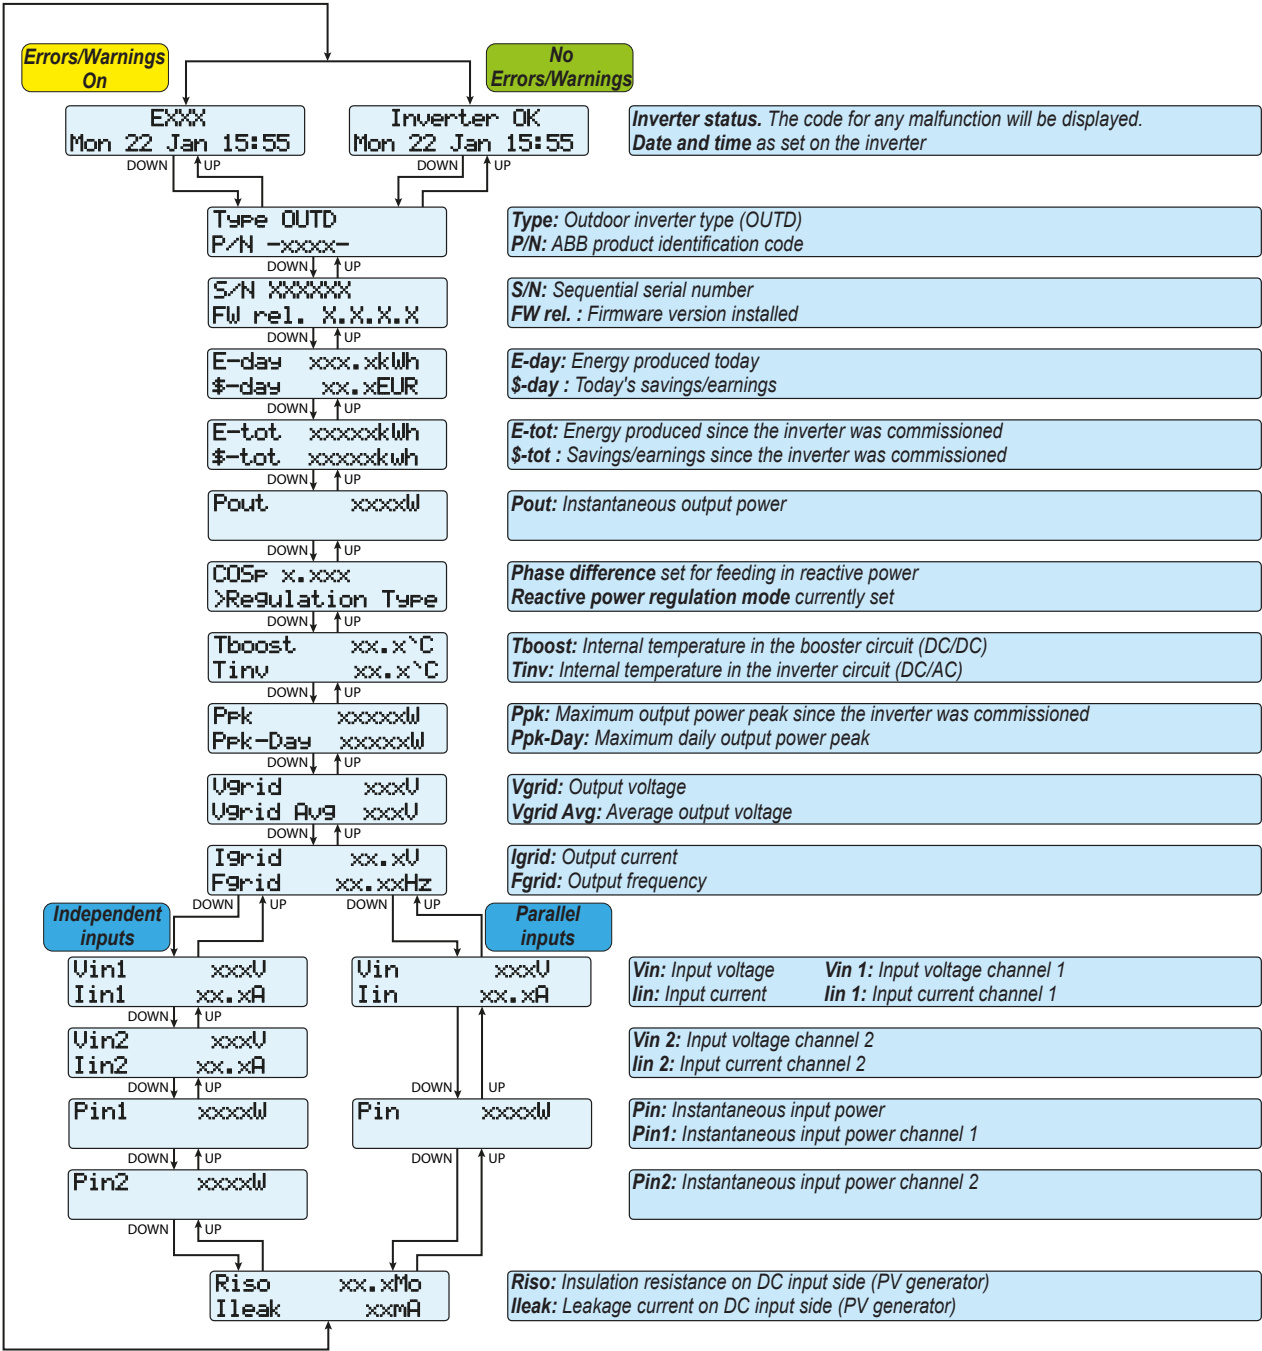 Errors/Warnings
On
No
Errors/Warnings
EXXX
Mon 22 Jan 15:55
Inverter OK
Mon 22 Jan 15:55
Inverter status. The code for any malfunction will be displayed.
Date and time as set on the inverter
DOWN UP
DOWN UP
Type OUTD
P/N -xxxx-
Type: Outdoor inverter type (OUTD)
P/N: ABB product identification code
DOWN UP
S/N XXXXXX
FW rel. X.X.X.X
S/N: Sequential serial number
FW rel. : Firmware version installed
DOWN UP
E-day xxx.xkWh
$-day xx.xEUR
E-day: Energy produced today
$-day : Today's savings/earnings
DOWN UP
E-tot xxxxxkWh
$-tot xxxxxkwh
E-tot: Energy produced since the inverter was commissioned
$-tot : Savings/earnings since the inverter was commissioned
DOWN UP
Pout xxxxW
Pout: Instantaneous output power
DOWN UP
COSp x.xxx
>Regulation Type
Phase difference set for feeding in reactive power
Reactive power regulation mode currently set
DOWN UP
Tboost xx.x`C
Tinv xx.x`C
Tboost: Internal temperature in the booster circuit (DC/DC)
Tinv: Internal temperature in the inverter circuit (DC/AC)
DOWN UP
Ppk xxxxxW
Ppk-Day xxxxxW
Ppk: Maximum output power peak since the inverter was commissioned
Ppk-Day: Maximum daily output power peak
DOWN UP
Vgrid xxxV
Vgrid Avg xxxV
Vgrid: Output voltage
Vgrid Avg: Average output voltage
DOWN UP
Igrid xx.xV
Fgrid xx.xxHz
Igrid: Output current
Fgrid: Output frequency
DOWN UP
DOWN UP
Independent
inputs
Parallel
inputs
Vin1 xxxV
Iin1 xx.xA
Vin xxxV
Iin xx.xA
Vin: Input voltage Vin 1: Input voltage channel 1
Iin: Input current Iin 1: Input current channel 1
DOWN UP
Vin2 xxxV
Iin2 xx.xA
Vin 2: Input voltage channel 2
Iin 2: Input current channel 2
DOWN UP
DOWN UP
Pin1 xxxxW
Pin xxxxW
Pin: Instantaneous input power
Pin1: Instantaneous input power channel 1
DOWN UP
DOWN UP
Pin2 xxxxW
Pin2: Instantaneous input power channel 2
DOWN UP
Riso xx.xMo
Ileak xxmA
Riso: Insulation resistance on DC input side (PV generator)
Ileak: Leakage current on DC input side (PV generator)